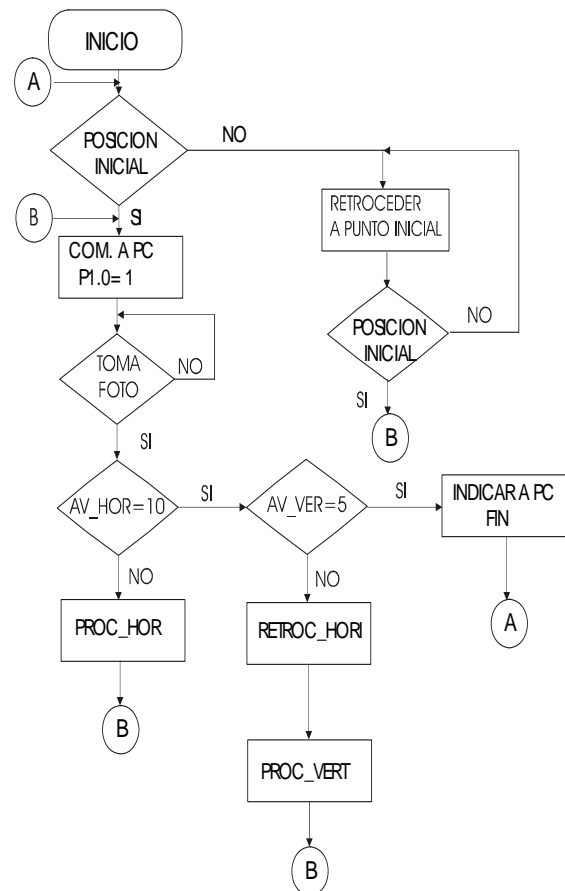 INICIO
A
POSICION
INICIAL
NO
B
SI
RETROCEDER
A PUNTO INICIAL
COM. A PC
P1.0= 1
POSICION
INICIAL
NO
TOMA
FOTO
NO
SI
B
SI
AV_HOR=10
SI
AV_VER=5
SI
INDICAR A PC
FIN
NO
NO
PROC_HOR
RETROC_HORI
A
B
PROC_VERT
B